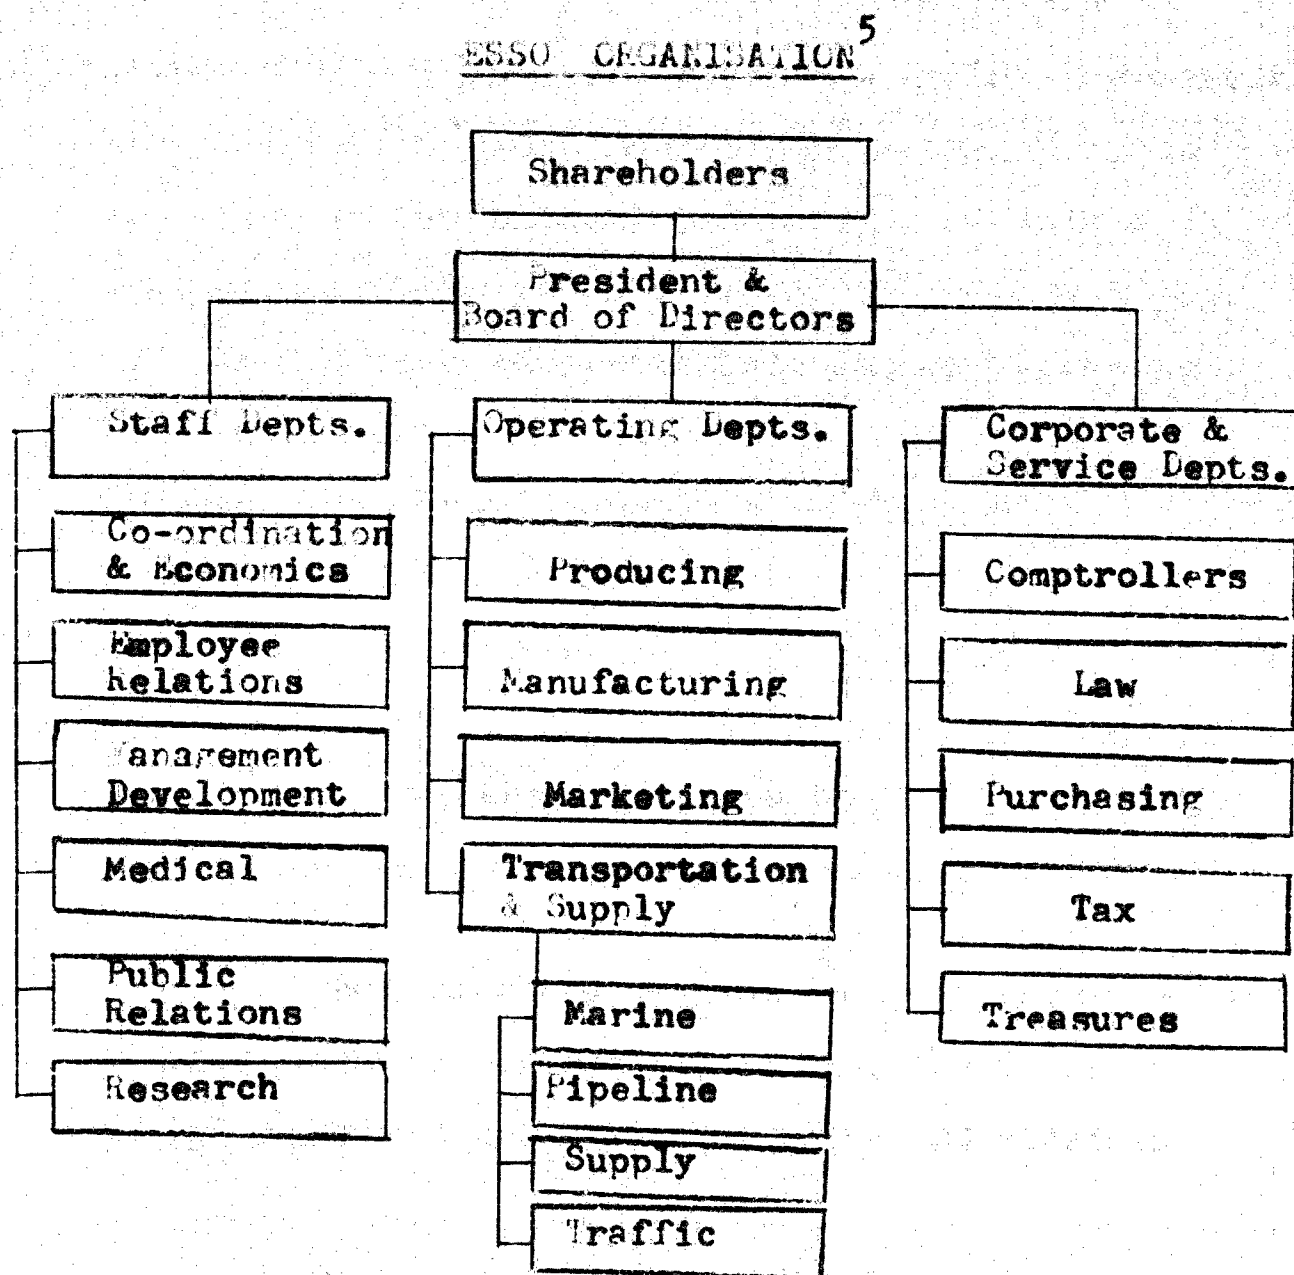 ESSO ORGANISATION 5
Shareholders
President &
Board of Directors
Staff Depts.
Co-ordination
& Economics
Employee
Relations
Management
Development
Medical
Public
Relations
Research
Operating Depts.
Producing
Manufacturing
Marketing
Transportation
& Supply
Marine
Pipeline
Supply
Traffic
Corporate &
Service Depts.
Comptrollers
Law
Purchasing
Tax
Treasures